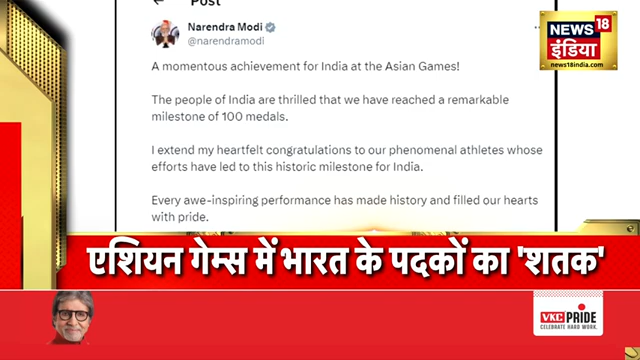 Post
Narendra Modi
@narendramodi
A momentous achievement for India at the Asian Games!
The people of India are thrilled that we have reached a remarkable
milestone of 100 medals.
I extend my heartfelt congratulations to our phenomenal athletes whose
efforts have led to this historic milestone for India.
Every awe-inspiring performance has made history and filled our hearts
with pride.
NEWS 18
इंडिया
news18india.com
एशियन गेम्स में भारत के पदकों का 'शतक'
VKC PRIDE
CELEBRATE HARD WORK.